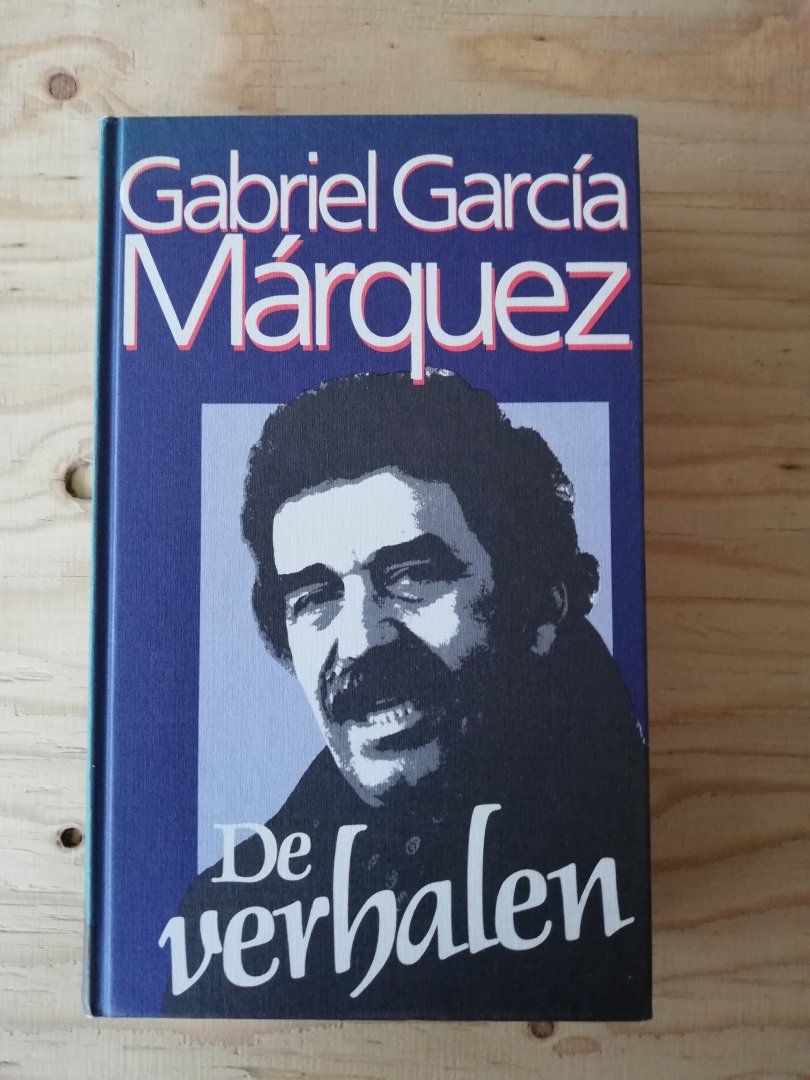 Gabriel García
Márquez
De
verhalen